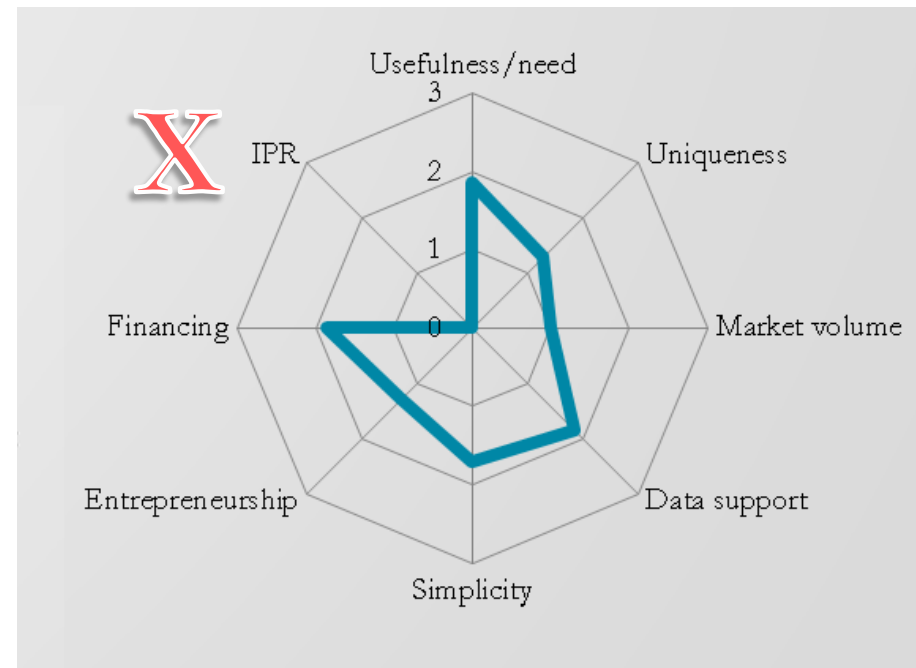 Usefulness/need
3
X
IPR
Uniqueness
2
1
Financing
0
Market volume
Entrepreneurship
Data support
Simplicity